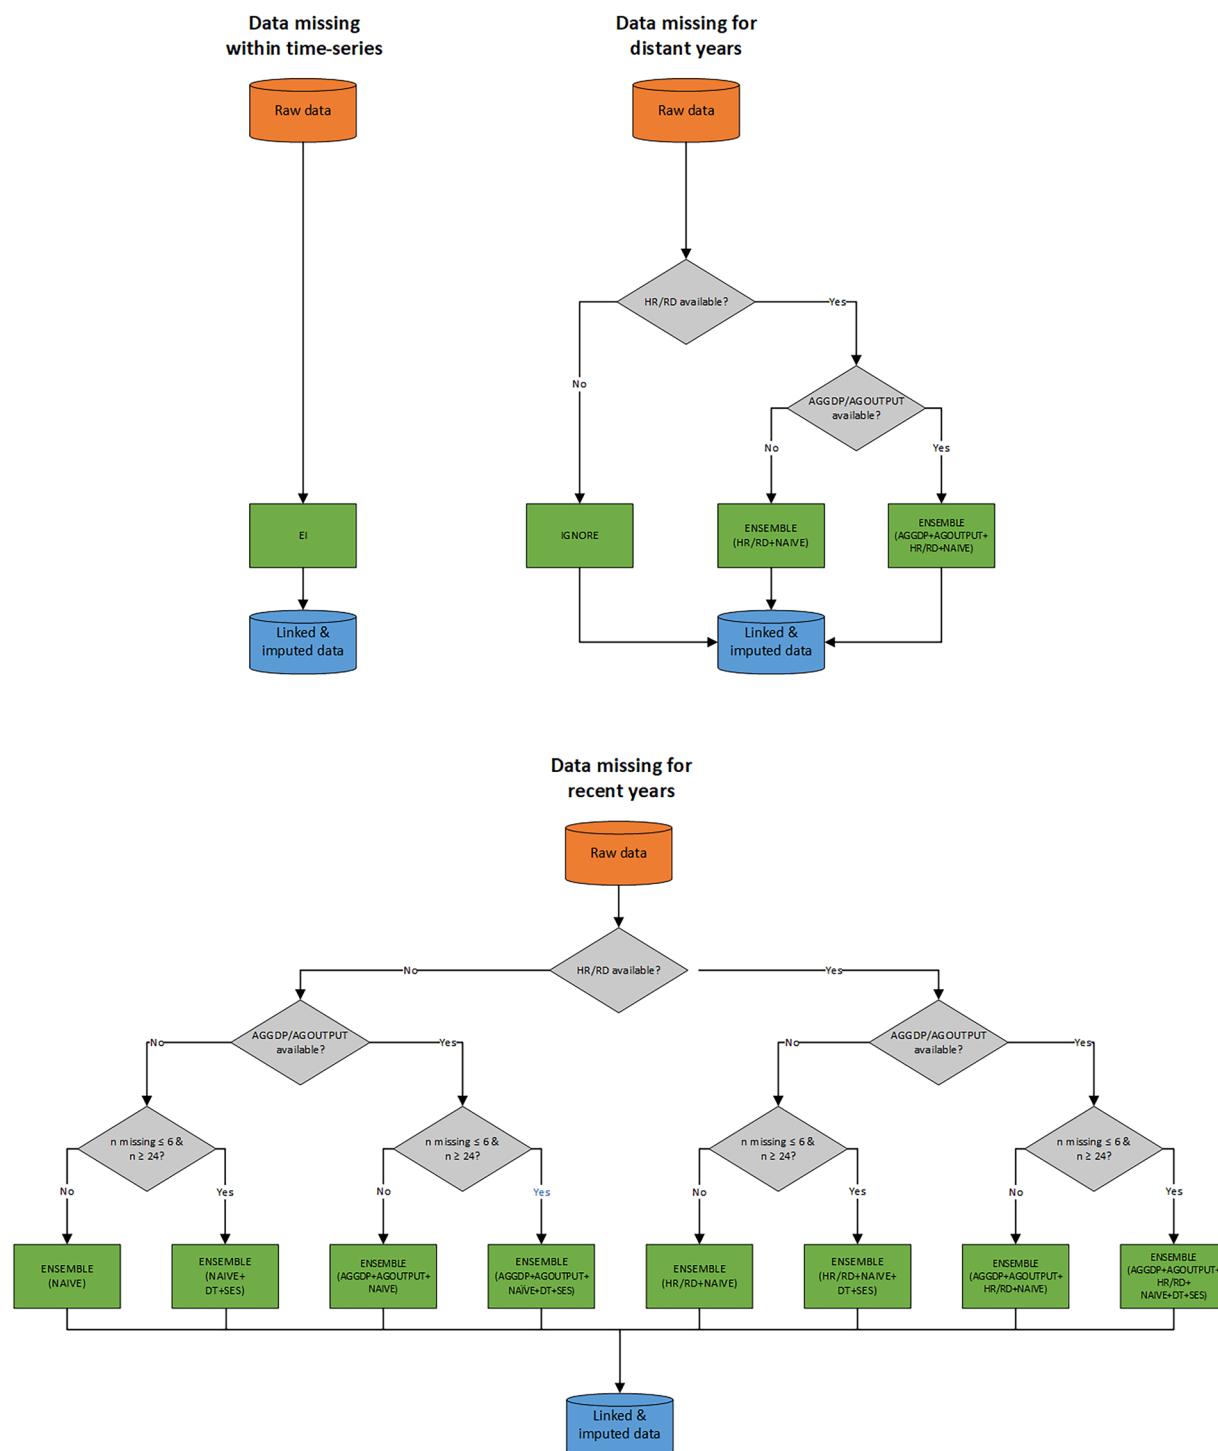 Data missing
within time-series
Raw data
EI
Linked &
imputed data
Data missing for
distant years
Raw data
HR/RD available?
Yes
No
AGGDP/AGOUTPUT
available?
No
Yes
IGNORE
ENSEMBLE
(HR/RD+NAIVE)
ENSEMBLE
(AGGDP+AGOUTPUT+
HR/RD+NAIVE)
Linked &
imputed data
Data missing for
recent years
Raw data
HR/RD available?
No
Yes
AGGDP/AGOUTPUT
available?
No
Yes
AGGDP/AGOUTPUT
available?
No
Yes
n missing ≤ 6 &
n ≥ 24?
No
Yes
n missing ≤ 6 &
n ≥ 24?
No
Yes
n missing ≤ 6 &
n ≥ 24?
No
Yes
n missing ≤ 6 &
n ≥ 24?
No
Yes
ENSEMBLE
(NAIVE)
ENSEMBLE
(NAIVE+
DT+SES)
ENSEMBLE
(AGGDP+AGOUTPUT+
NAIVE)
ENSEMBLE
(AGGDP+AGOUTPUT+
NAÏVE+DT+SES)
ENSEMBLE
(HR/RD+NAIVE)
ENSEMBLE
(HR/RD+NAIVE+
DT+SES)
ENSEMBLE
(AGGDP+AGOUTPUT+
HR/RD+NAIVE)
ENSEMBLE
(AGGDP+AGOUTPUT+
HR/RD+
NAIVE+DT+SES)
Linked &
imputed data